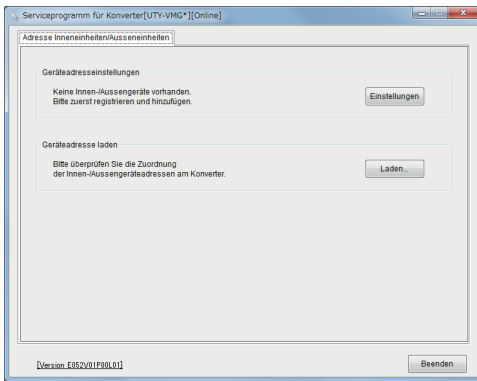 Serviceprogramm für Konverter[UTY-VMG*][Online]
Adresse Inneneinheiten/Ausseneinheiten
Geräteadresseinstellungen
Keine Innen-/Aussengeräte vorhanden.
Bitte zuerst registrieren und hinzufügen.
Einstellungen
Geräteadresse laden
Bitte überprüfen Sie die Zuordnung
der Innen-/Aussengeräteadressen am Konverter.
Laden...
[Version E052V01P00L01]
Beenden